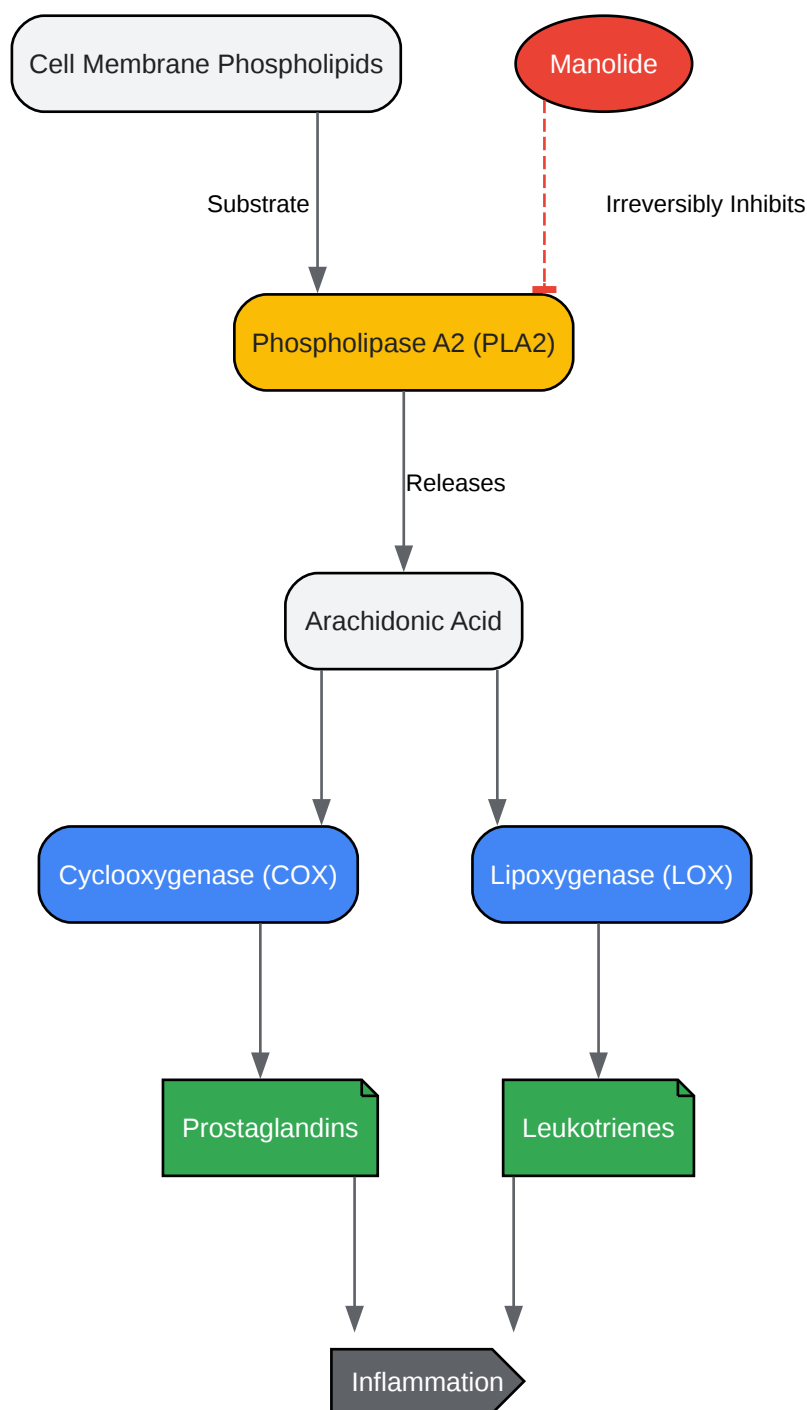 Cell Membrane Phospholipids
Manolide
Substrate
Irreversibly Inhibits
Phospholipase A2 (PLA2)
Releases
Arachidonic Acid
Cyclooxygenase (COX)
Lipoxygenase (LOX)
Prostaglandins
Leukotrienes
Inflammation